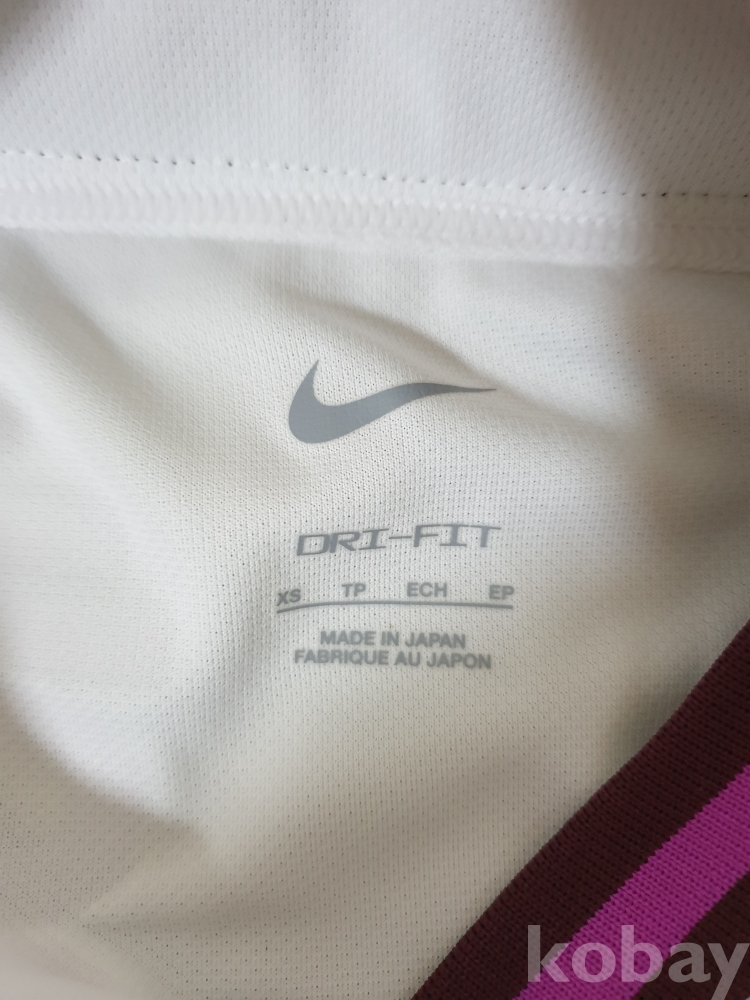 DRI-FIT
XS TP ECH EP
MADE IN JAPAN
FABRIQUE AU JAPON
kobay